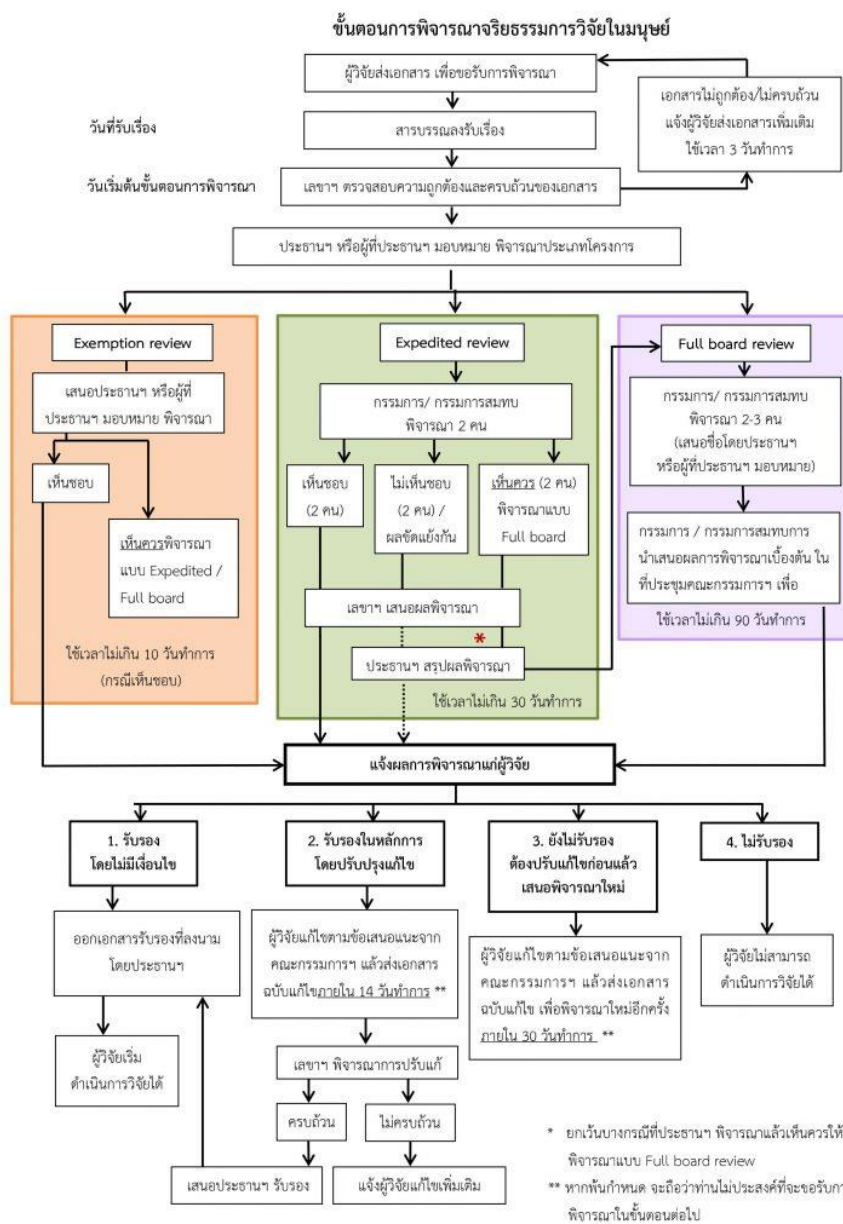 ขั้นตอนการพิจารณาจริยธรรมการวิจัยในมนุษย์
ผู้วิจัยส่งเอกสาร เพื่อขอรับการพิจารณา
เอกสารไม่ถูกต้อง/ไม่ครบถ้วน
แจ้งผู้วิจัยส่งเอกสารเพิ่มเติม
ใช้เวลา 3 วันทำการ
วันที่รับเรื่อง
สารบรรณลงรับเรื่อง
วันเริ่มต้นขั้นตอนการพิจารณา
เลขาฯ ตรวจสอบความถูกต้องและครบถ้วนของเอกสาร
ประธานฯ หรือผู้ที่ประธานฯ มอบหมาย พิจารณาประเภทโครงการ
Exemption review
เสนอประธานฯ หรือผู้ที่
ประธานฯ มอบหมาย พิจารณา
เห็นชอบ
เห็นควรพิจารณา
แบบ Expedited /
Full board
ใช้เวลาไม่เกิน 10 วันทำการ
(กรณีเห็นชอบ)
Expedited review
กรรมการ/ กรรมการสมทบ
พิจารณา 2 คน
เห็นชอบ
(2 คน)
ไม่เห็นชอบ
(2 คน) /
ผลขัดแย้งกัน
เห็นควร (2 คน)
พิจารณาแบบ
Full board
เลขาฯ เสนอผลพิจารณา
*
ประธานฯ สรุปผลพิจารณา
ใช้เวลาไม่เกิน 30 วันทำการ
Full board review
กรรมการ/ กรรมการสมทบ
พิจารณา 2-3 คน
(เสนอชื่อโดยประธานฯ
หรือผู้ที่ประธานฯ มอบหมาย)
กรรมการ / กรรมการสมทบการ
นำเสนอผลการพิจารณาเบื้องต้น ใน
ที่ประชุมคณะกรรมการฯ เพื่อ
ใช้เวลาไม่เกิน 90 วันทำการ
แจ้งผลการพิจารณาแก่ผู้วิจัย
1. รับรอง
โดยไม่มีเงื่อนไข
ออกเอกสารรับรองที่ลงนาม
โดยประธานฯ
ผู้วิจัยเริ่ม
ดำเนินการวิจัยได้
2. รับรองในหลักการ
โดยปรับปรุงแก้ไข
ผู้วิจัยแก้ไขตามข้อเสนอแนะจาก
คณะกรรมการฯ แล้วส่งเอกสาร
ฉบับแก้ไขภายใน 14 วันทำการ **
เลขาฯ พิจารณาการปรับแก้
ครบถ้วน
ไม่ครบถ้วน
เสนอประธานฯ รับรอง
แจ้งผู้วิจัยแก้ไขเพิ่มเติม
3. ยังไม่รับรอง
ต้องปรับแก้ไขก่อนแล้ว
เสนอพิจารณาใหม่
ผู้วิจัยแก้ไขตามข้อเสนอแนะจาก
คณะกรรมการฯ แล้วส่งเอกสาร
ฉบับแก้ไข เพื่อพิจารณาใหม่อีกครั้ง
ภายใน 30 วันทำการ **
4. ไม่รับรอง
ผู้วิจัยไม่สามารถ
ดำเนินการวิจัยได้
* ยกเว้นบางกรณีที่ประธานฯ พิจารณาแล้วเห็นควรให้
พิจารณาแบบ Full board review
** หากพ้นกำหนด จะถือว่าท่านไม่ประสงค์ที่จะขอรับกา
พิจารณาในขั้นตอนต่อไป